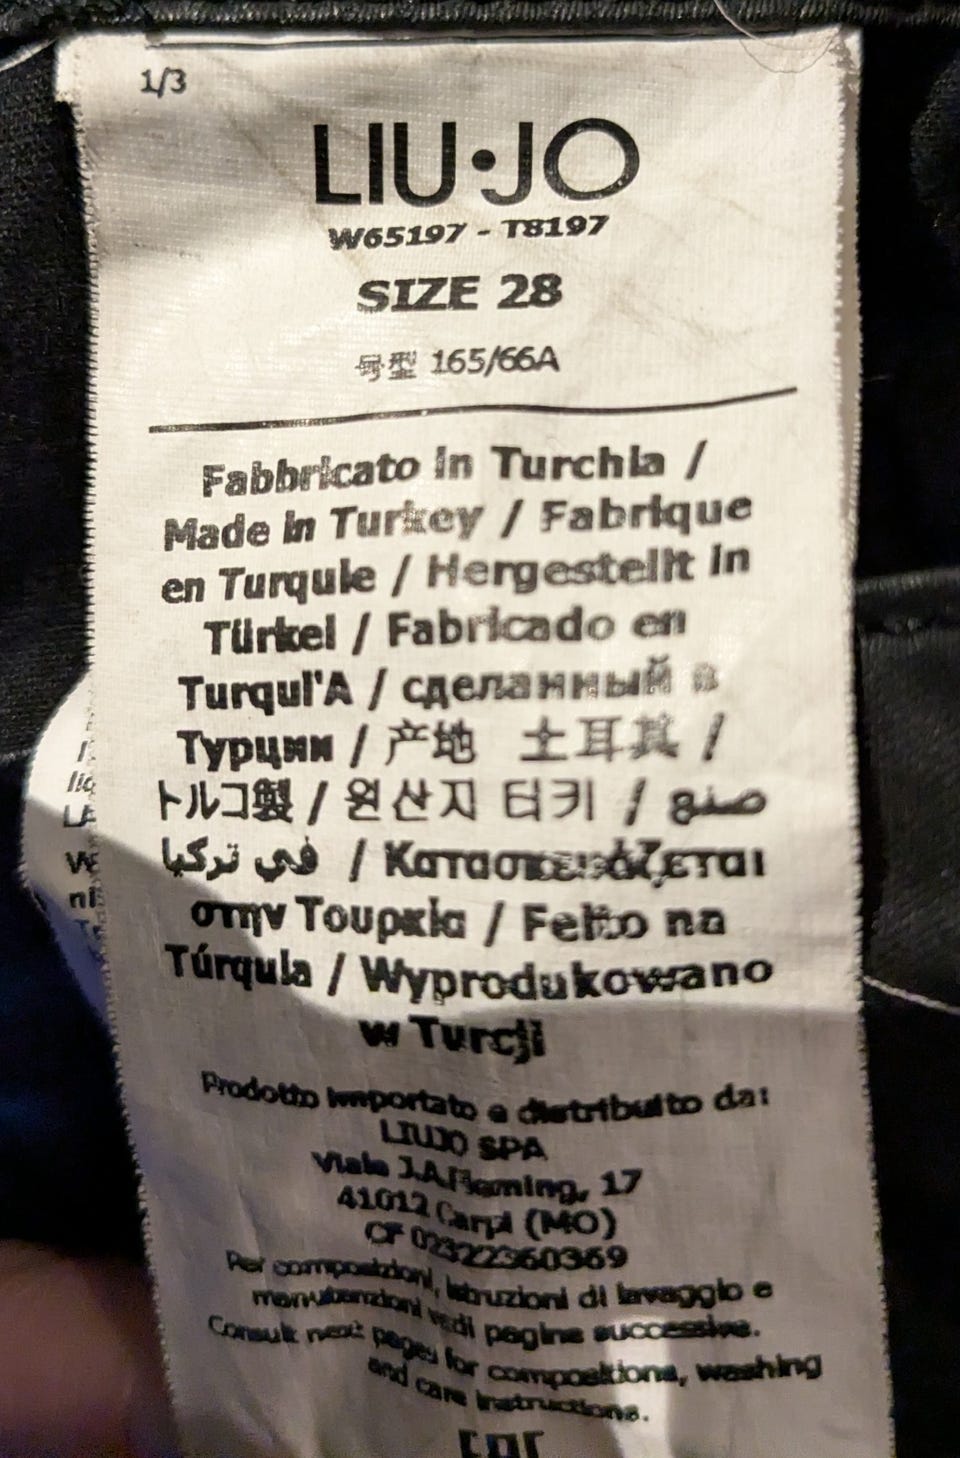 1/3
LIU·JO
W65197 - T8197
SIZE 28
号型 165/66A
Fabbricato in Turchia /
Made in Turkey / Fabrique
en Turquie / Hergestellt in
Türkei / Fabricado en
Turquí'A / сделанный в
Турции / 产地 土耳其 /
トルコ製 / 원산지 터키 / صنع
في تركيا / Κατασκευάζεται
στην Τουρκία / Feito na
Túrquia / Wyprodukowano
w Turcji
Prodotto importato e distribuito da:
LIUJO SPA
Viale J.A.Fleming, 17
41012 Carpi (MO)
CF 02322360369
Per composizioni, istruzioni di lavaggio e
manutenzioni vedi pagine successive.
Consult next pages for compositions, washing
and care instructions.